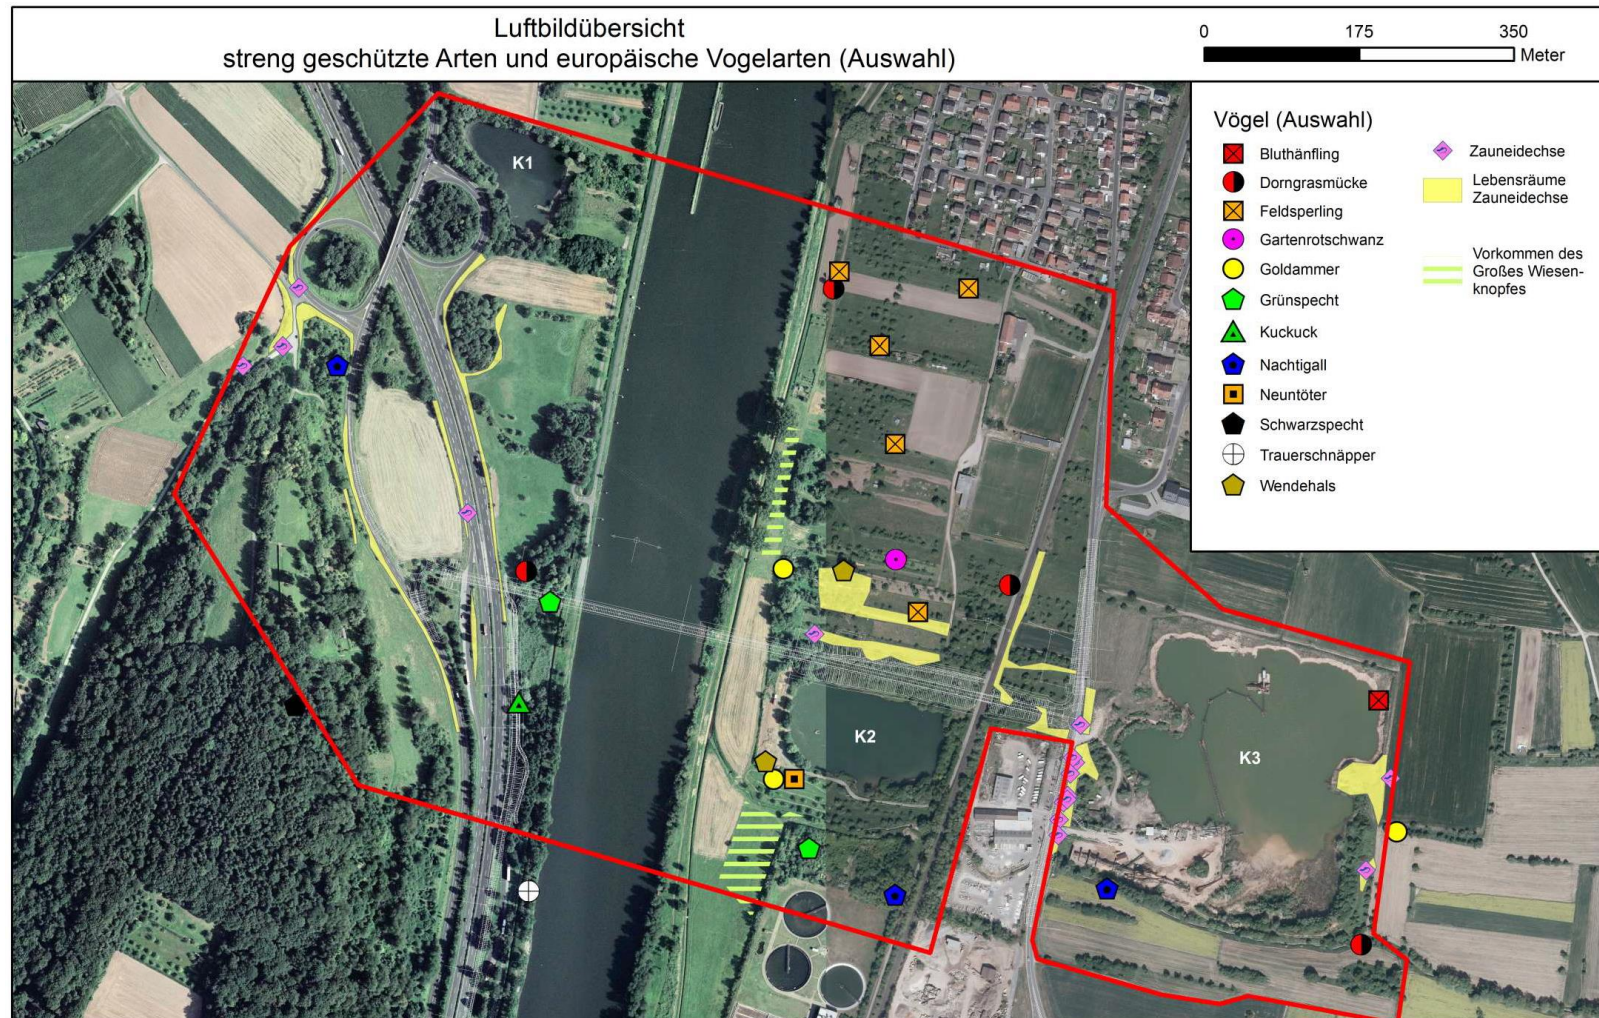 Luftbildübersicht
streng geschützte Arten und europäische Vogelarten (Auswahl)
0 175 350
Meter
Vögel (Auswahl)
Bluthänfling
Dorngrasmücke
Feldsperling
Gartenrotschwanz
Goldammer
Grünspecht
Kuckuck
Nachtigall
Neuntöter
Schwarzspecht
Trauerschnäpper
Wendehals
Zauneidechse
Lebensräume
Zauneidechse
Vorkommen des
Großes Wiesen-
knopfes
K1
K2
K3